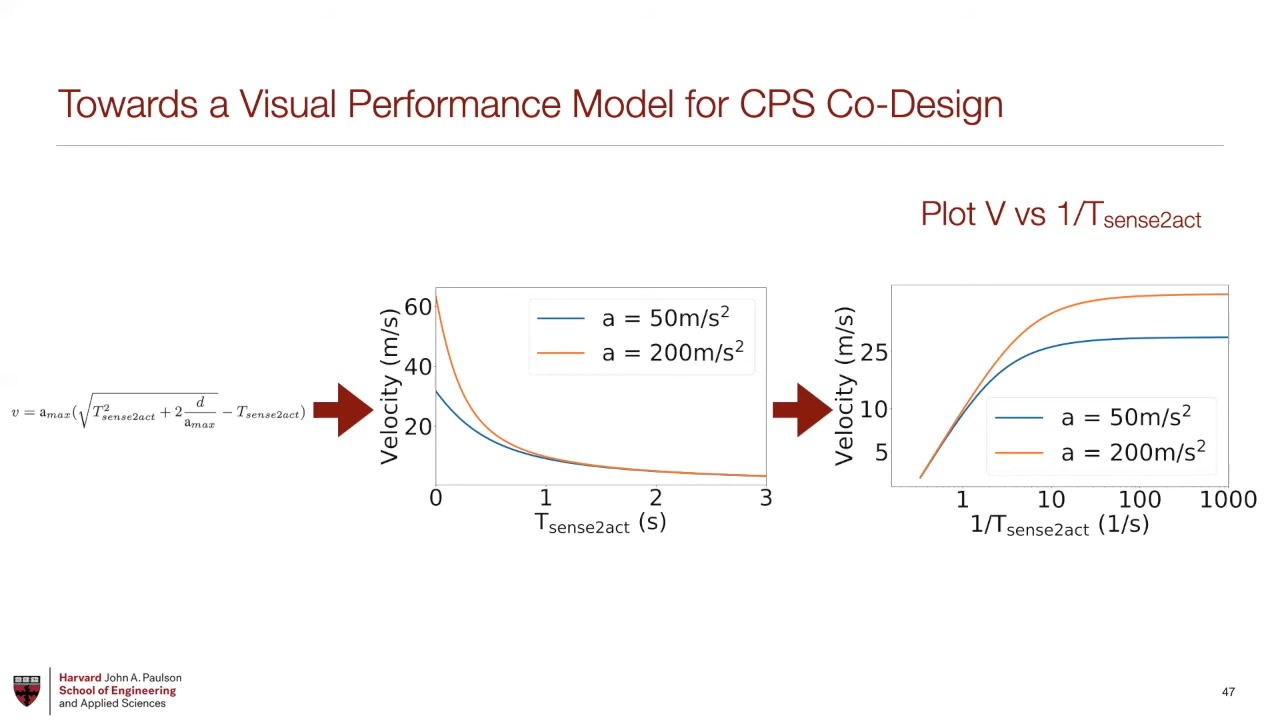 Towards a Visual Performance Model for CPS Co-Design
Plot V vs 1/Tsense2act
v = amax(√T²sense2act + 2 d/amax − Tsense2act)
Velocity (m/s)
60
40
20
a = 50m/s²
a = 200m/s²
0 1 2 3
Tsense2act (s)
Velocity (m/s)
25
10
5
a = 50m/s²
a = 200m/s²
1 10 100 1000
1/Tsense2act (1/s)
Harvard John A. Paulson
School of Engineering
and Applied Sciences
47